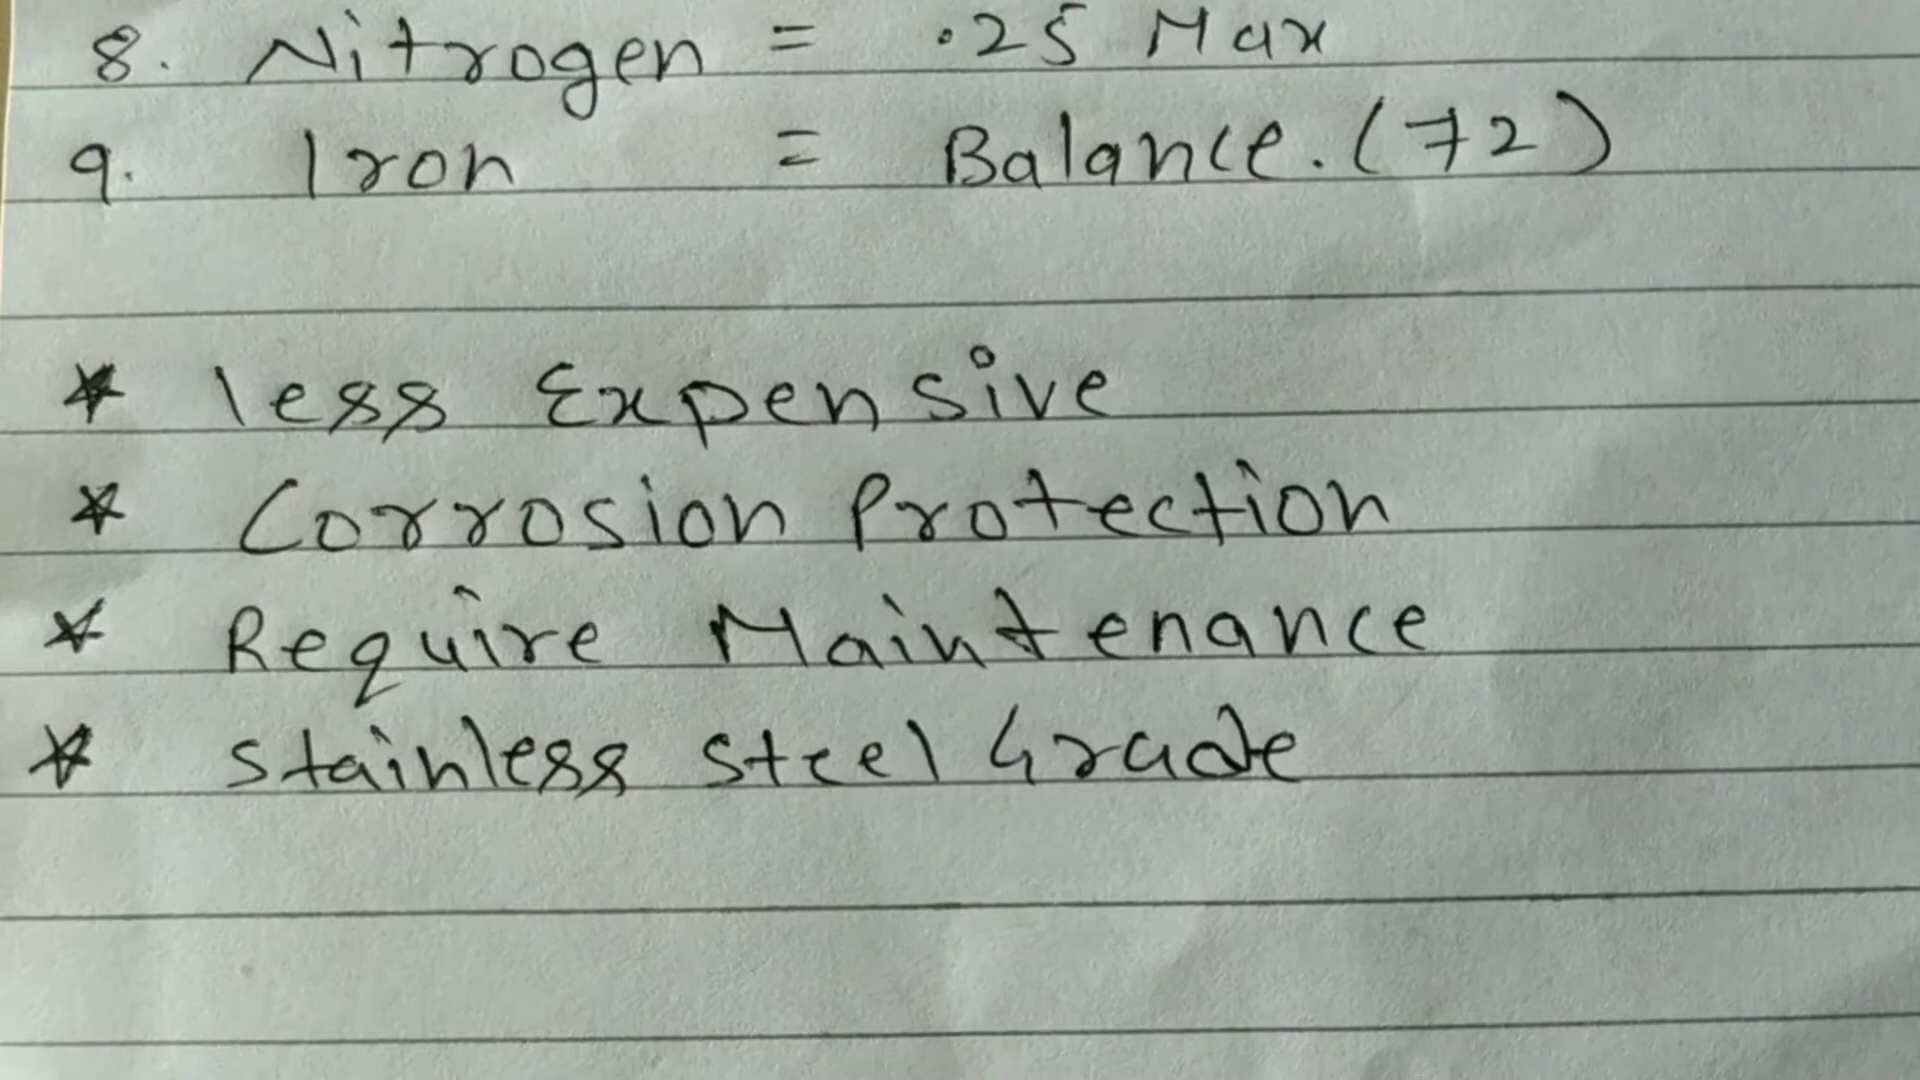 8. Nitrogen = .25 Max
9. Iron = Balance. (72)
* less Expensive
* Corrosion Protection
* Require Maintenance
* Stainless Steel Grade